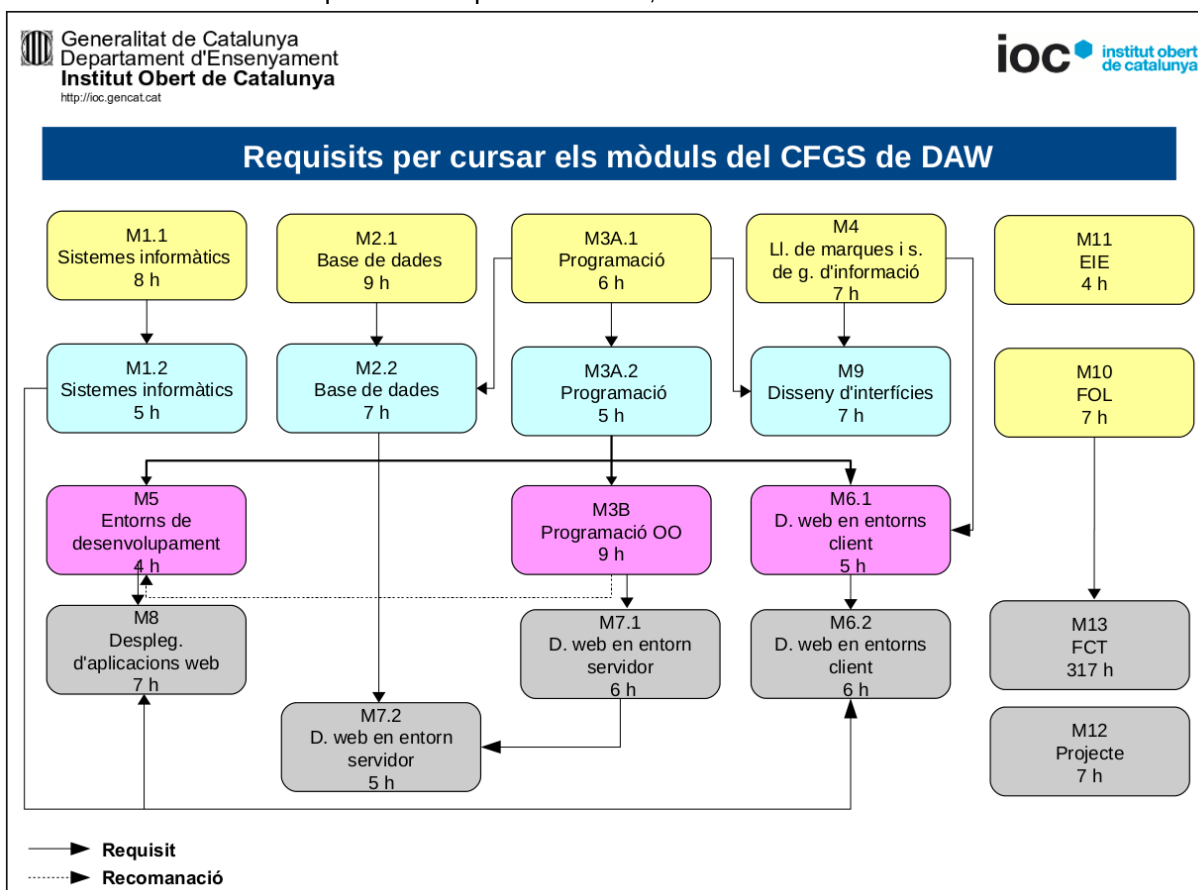 Generalitat de Catalunya
Departament d'Ensenyament
Institut Obert de Catalunya
http://ioc.gencat.cat
ioc institut obert
de catalunya
Requisits per cursar els mòduls del CFGS de DAW
M1.1
Sistemes informàtics
8 h
M2.1
Base de dades
9 h
M3A.1
Programació
6 h
M4
Ll. de marques i s.
de g. d'informació
7 h
M11
EIE
4 h
M1.2
Sistemes informàtics
5 h
M2.2
Base de dades
7 h
M3A.2
Programació
5 h
M9
Disseny d'interfícies
7 h
M10
FOL
7 h
M5
Entorns de
desenvolupament
4 h
M3B
Programació OO
9 h
M6.1
D. web en entorns
client
5 h
M8
Despleg.
d'aplicacions web
7 h
M7.1
D. web en entorn
servidor
6 h
M6.2
D. web en entorns
client
6 h
M13
FCT
317 h
M7.2
D. web en entorn
servidor
5 h
M12
Projecte
7 h
Requisit
Recomanació